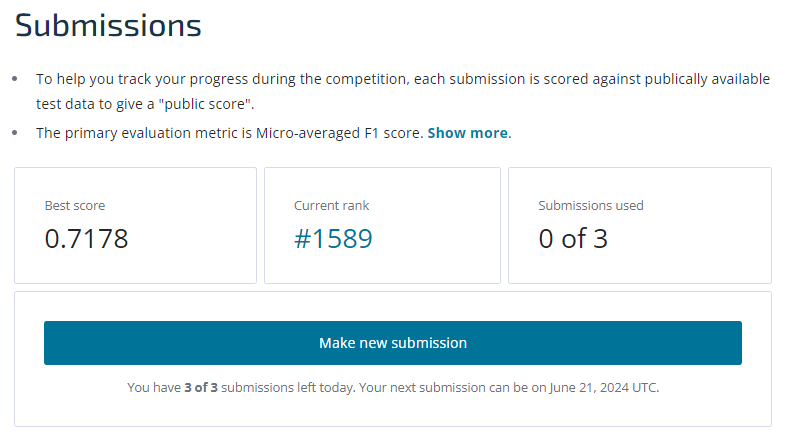 Submissions
To help you track your progress during the competition, each submission is scored against publically available
test data to give a "public score".
The primary evaluation metric is Micro-averaged F1 score. Show more.
Best score
0.7178
Current rank
#1589
Submissions used
0 of 3
Make new submission
You have 3 of 3 submissions left today. Your next submission can be on June 21, 2024 UTC.